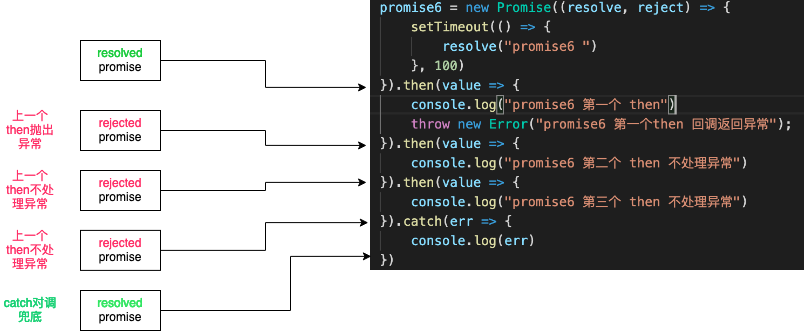 resolved
promise
上一个
then抛出
异常
rejected
promise
上一个
then不处
理异常
rejected
promise
上一个
then不处
理异常
rejected
promise
catch对调
兜底
resolved
promise
promise6 = new Promise((resolve, reject) => {
setTimeout(() => {
resolve("promise6 ")
}, 100)
}).then(value => {
console.log("promise6 第一个 then")
throw new Error("promise6 第一个then 回调返回异常");
}).then(value => {
console.log("promise6 第二个 then 不处理异常")
}).then(value => {
console.log("promise6 第三个 then 不处理异常")
}).catch(err => {
console.log(err)
})